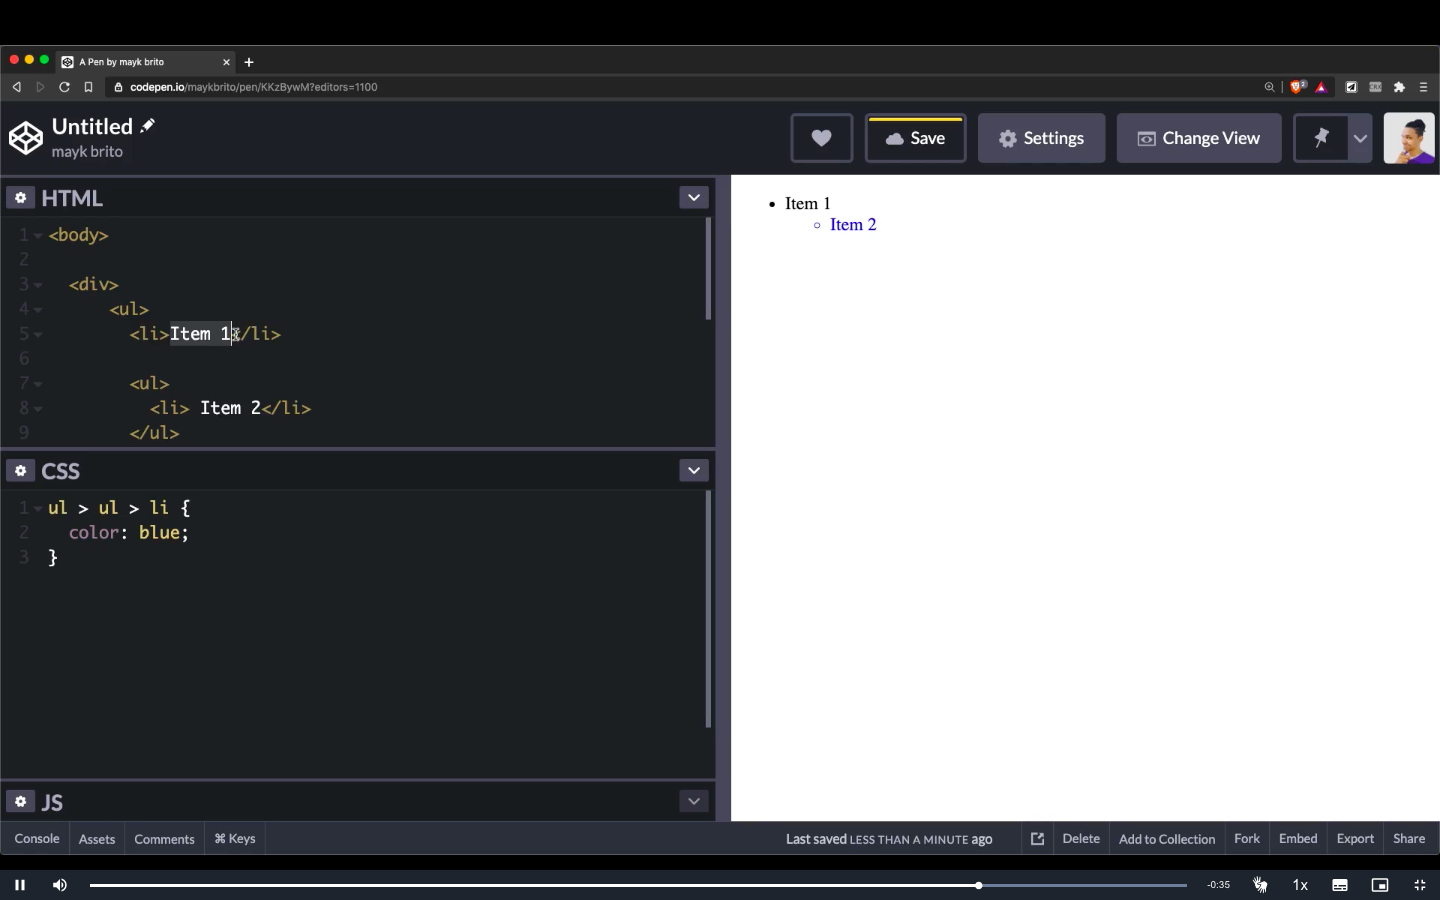 A Pen by mayk brito
codepen.io/maykbrito/pen/KKzBywM?editors=1100
Untitled
mayk brito
Save
Settings
Change View
HTML
1 <body>
2
3 <div>
4 <ul>
5 <li>Item 1</li>
6
7 <ul>
8 <li> Item 2</li>
9 </ul>
CSS
1 ul > ul > li {
2 color: blue;
3 }
JS
• Item 1
○ Item 2
Console Assets Comments ⌘ Keys Last saved LESS THAN A MINUTE ago Delete Add to Collection Fork Embed Export Share
-0:35 1x